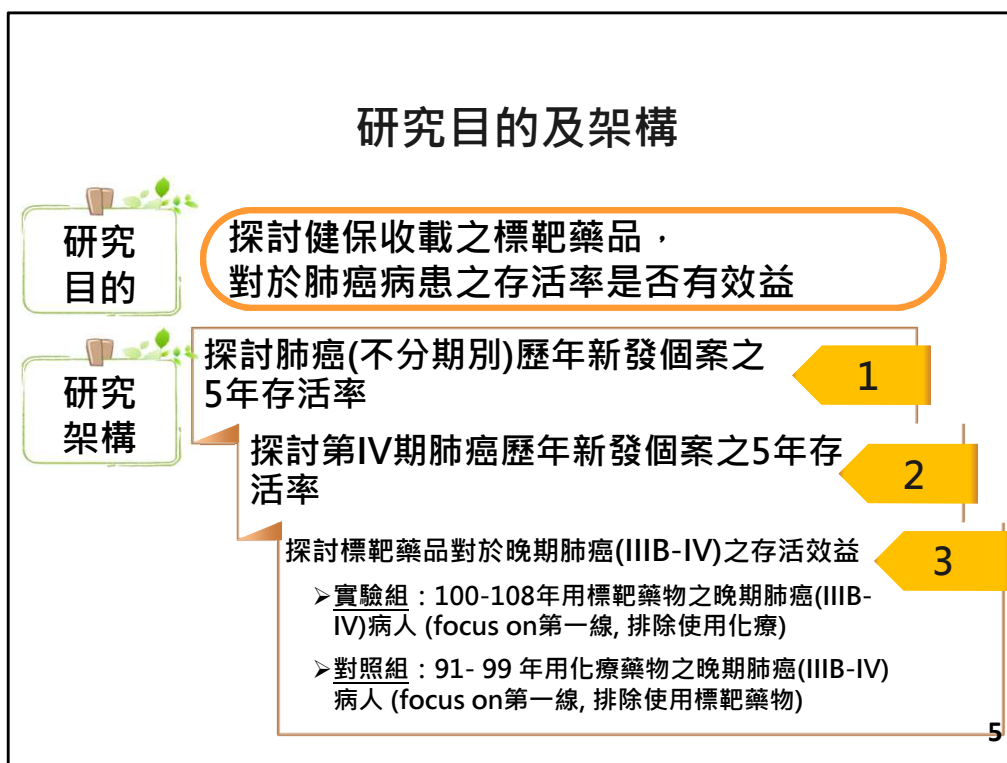 研究目的及架構
研究
目的
探討健保收載之標靶藥品，
對於肺癌病患之存活率是否有效益
研究
架構
探討肺癌(不分期別)歷年新發個案之
5年存活率
1
探討第IV期肺癌歷年新發個案之5年存
活率
2
探討標靶藥品對於晚期肺癌(IIIB-IV)之存活效益
3
➢實驗組：100-108年用標靶藥物之晚期肺癌(IIIB-
IV)病人 (focus on第一線, 排除使用化療)
➢對照組：91- 99 年用化療藥物之晚期肺癌(IIIB-IV)
病人 (focus on第一線, 排除使用標靶藥物)
5